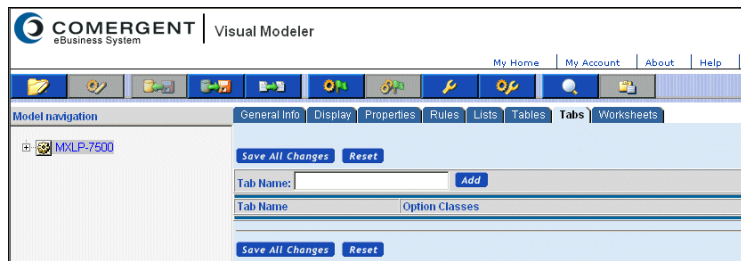 COMERGENT
eBusiness System
Visual Modeler
My Home My Account About Help
Model navigation
General Info Display Properties Rules Lists Tables Tabs Worksheets
MXLP-7500
Save All Changes Reset
Tab Name: Add
Tab Name Option Classes
Save All Changes Reset